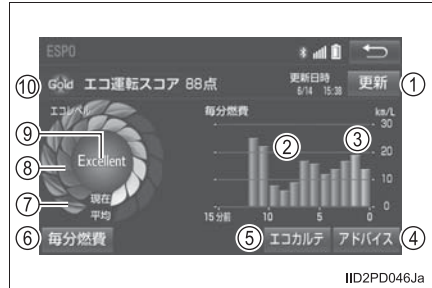 ESPO
⑩ Gold エコ運転スコア 88点 更新日時 6/14 15:38 更新 ①
エコレベル 毎分燃費 km/L
30
⑨ ② ③
Excellent 20
⑧
10
⑦ 現在
平均 15分前 10 5 0 0
⑥ 毎分燃費 ⑤ エコカルテ アドバイス ④
IID2PD046Ja